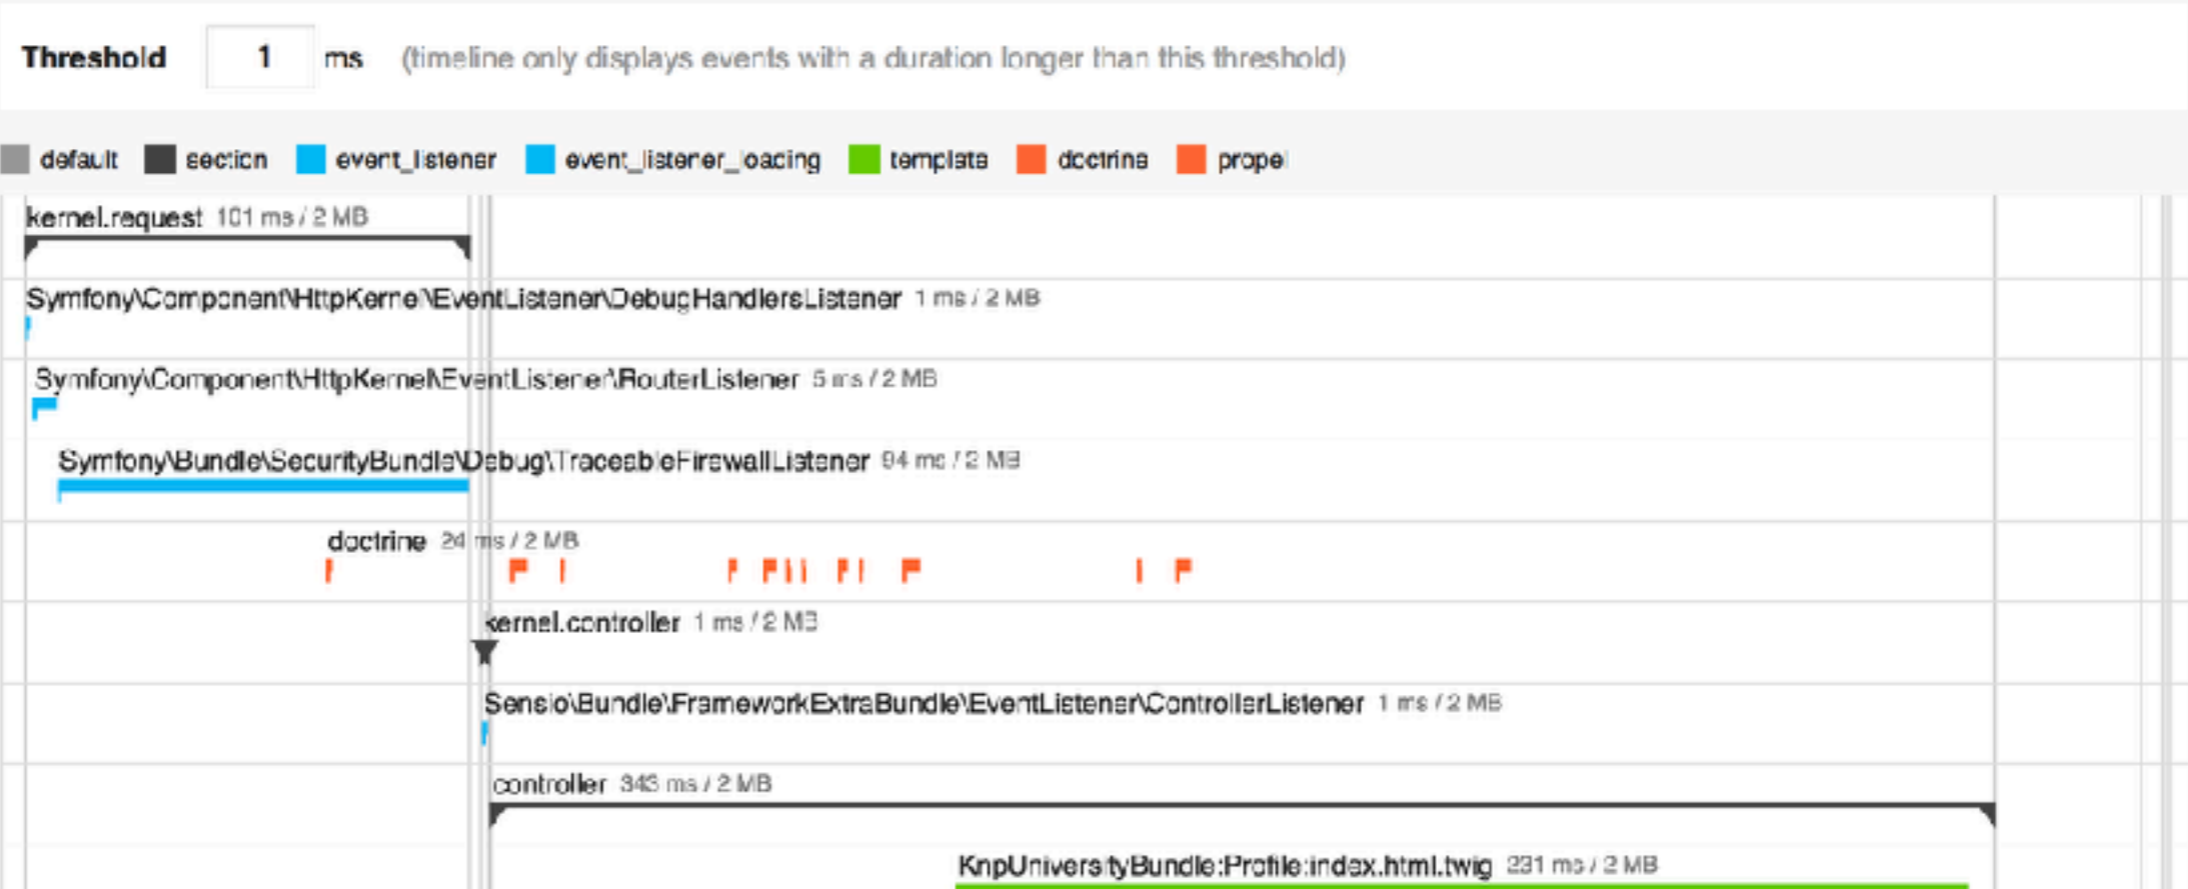 Threshold 1 ms (timeline only displays events with a duration longer than this threshold)
default section event_listener event_listener_loading template doctrine propel
kernel.request 101 ms / 2 MB
Symfony\Component\HttpKernel\EventListener\DebugHandlersListener 1 ms / 2 MB
Symfony\Component\HttpKernel\EventListener\RouterListener 5 ms / 2 MB
Symfony\Bundle\SecurityBundle\Debug\TraceableFirewallListener 94 ms / 2 MB
doctrine 24 ms / 2 MB
kernel.controller 1 ms / 2 MB
Sensio\Bundle\FrameworkExtraBundle\EventListener\ControllerListener 1 ms / 2 MB
controller 343 ms / 2 MB
KnpUniversityBundle:Profile:index.html.twig 231 ms / 2 MB